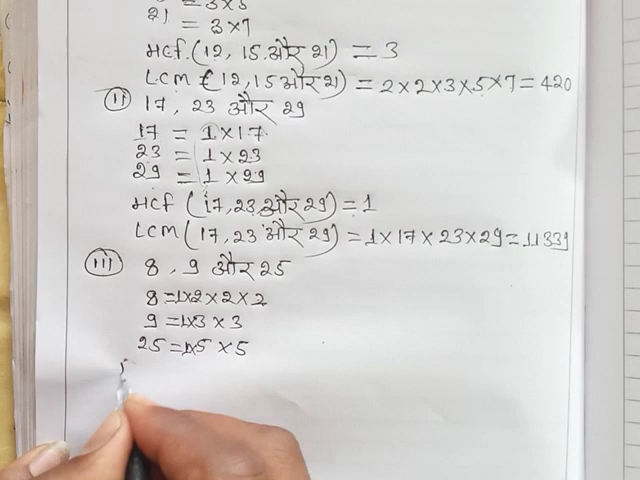 = 3×5
21 = 3×7
HCF (12, 15 और 21) = 3
LCM (12, 15 और 21) = 2×2×3×5×7 = 420
(ii) 17, 23 और 29
17 = 1×17
23 = 1×23
29 = 1×29
HCF (17, 23 और 29) = 1
LCM (17, 23 और 29) = 1×17×23×29 = 11339
(iii) 8, 9 और 25
8 = 1×2×2×2
9 = 1×3×3
25 = 1×5×5